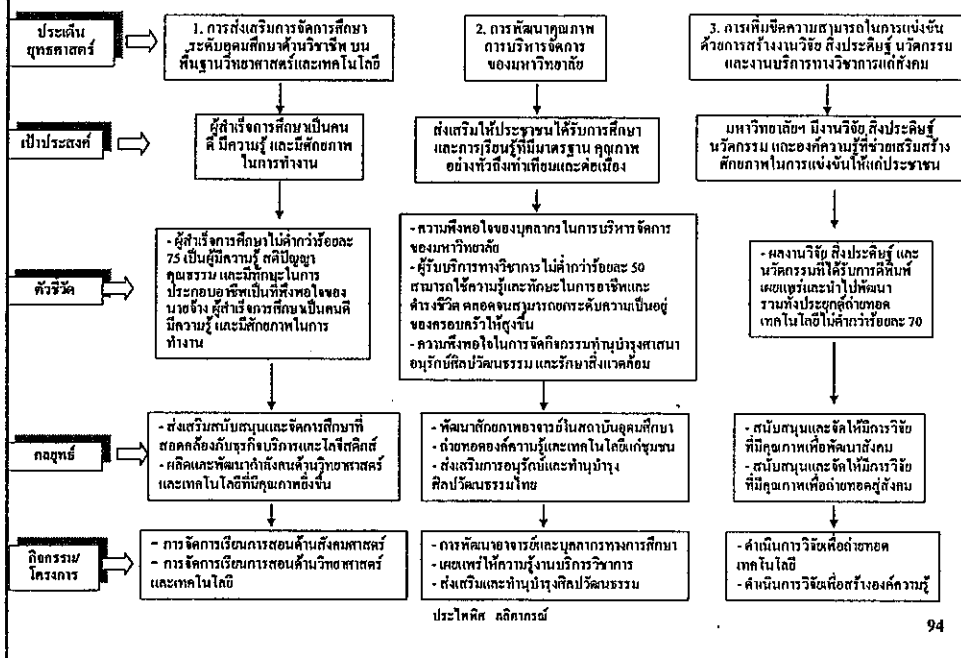 ประเด็น
ยุทธศาสตร์
1. การส่งเสริมการจัดการศึกษา
ระดับอุดมศึกษาด้านวิชาชีพ บน
พื้นฐานวิทยาศาสตร์และเทคโนโลยี
2. การพัฒนาคุณภาพ
การบริหารจัดการ
ของมหาวิทยาลัย
3. การเพิ่มขีดความสามารถในการแข่งขัน
ด้วยการสร้างงานวิจัย สิ่งประดิษฐ์ นวัตกรรม
และงานบริการทางวิชาการแก่สังคม
เป้าประสงค์
ผู้สำเร็จการศึกษาเป็นคน
ดี มีความรู้ และมีศักยภาพ
ในการทำงาน
ส่งเสริมให้ประชาชนได้รับการศึกษา
และการเรียนรู้ที่มีมาตรฐาน คุณภาพ
อย่างทั่วถึงเท่าเทียมและต่อเนื่อง
มหาวิทยาลัยฯ มีงานวิจัย สิ่งประดิษฐ์
นวัตกรรม และองค์ความรู้ที่ช่วยเสริมสร้าง
ศักยภาพในการแข่งขันให้แก่ประชาชน
ตัวชี้วัด
- ผู้สำเร็จการศึกษาไม่ต่ำกว่าร้อยละ
75 เป็นผู้มีความรู้ สติปัญญา
คุณธรรม และมีทักษะในการ
ประกอบอาชีพเป็นที่พึงพอใจของ
นายจ้าง ผู้สำเร็จการศึกษาเป็นคนดี
มีความรู้ และมีศักยภาพในการ
ทำงาน
- ความพึงพอใจของบุคลากรในการบริหารจัดการ
ของมหาวิทยาลัย
- ผู้รับบริการทางวิชาการไม่ต่ำกว่าร้อยละ 50
สามารถใช้ความรู้และทักษะในการอาชีพและ
ดำรงชีวิต ตลอดจนสามารถยกระดับความเป็นอยู่
ของครอบครัวให้สูงขึ้น
- ความพึงพอใจในการจัดกิจกรรมทำนุบำรุงศาสนา
อนุรักษ์ศิลปวัฒนธรรม และรักษาสิ่งแวดล้อม
- ผลงานวิจัย สิ่งประดิษฐ์ และ
นวัตกรรมที่ได้รับการตีพิมพ์
เผยแพร่และนำไปพัฒนา
รวมทั้งประยุกต์ถ่ายทอด
เทคโนโลยีไม่ต่ำกว่าร้อยละ 70
กลยุทธ์
- ส่งเสริมสนับสนุนและจัดการศึกษาที่
สอดคล้องกับธุรกิจบริการและโลจิสติกส์
- ผลิตและพัฒนากำลังคนด้านวิทยาศาสตร์
และเทคโนโลยีที่มีคุณภาพยิ่งขึ้น
- พัฒนาศักยภาพอาจารย์ในสถาบันอุดมศึกษา
- ถ่ายทอดองค์ความรู้และเทคโนโลยีแก่ชุมชน
- ส่งเสริมการอนุรักษ์และทำนุบำรุง
ศิลปวัฒนธรรมไทย
- สนับสนุนและจัดให้มีการวิจัย
ที่มีคุณภาพเพื่อพัฒนาสังคม
- สนับสนุนและจัดให้มีการวิจัย
ที่มีคุณภาพเพื่อถ่ายทอดสู่สังคม
กิจกรรม/
โครงการ
- การจัดการเรียนการสอนด้านสังคมศาสตร์
- การจัดการเรียนการสอนด้านวิทยาศาสตร์
และเทคโนโลยี
- การพัฒนาอาจารย์และบุคลากรทางการศึกษา
- เผยแพร่ให้ความรู้งานบริการวิชาการ
- ส่งเสริมและทำนุบำรุงศิลปวัฒนธรรม
- ดำเนินการวิจัยเพื่อถ่ายทอด
เทคโนโลยี
- ดำเนินการวิจัยเพื่อสร้างองค์ความรู้
ประไพทิศ ลลิตาภรณ์
94